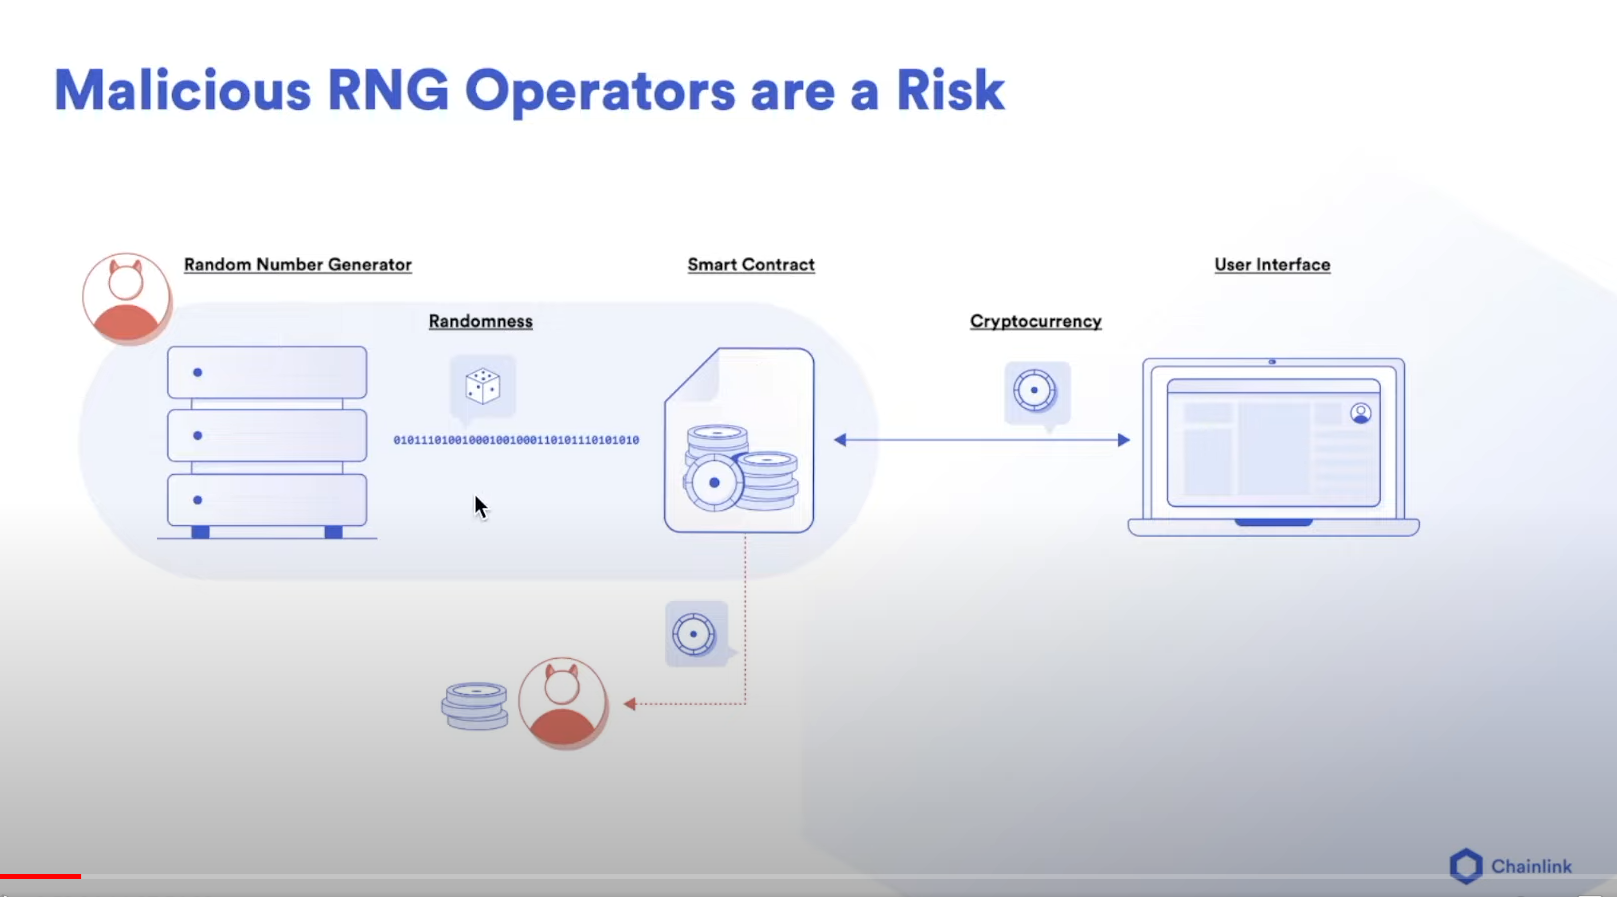 Malicious RNG Operators are a Risk
Random Number Generator
Smart Contract
User Interface
Randomness
Cryptocurrency
010111010010001001000110101110101010
Chainlink